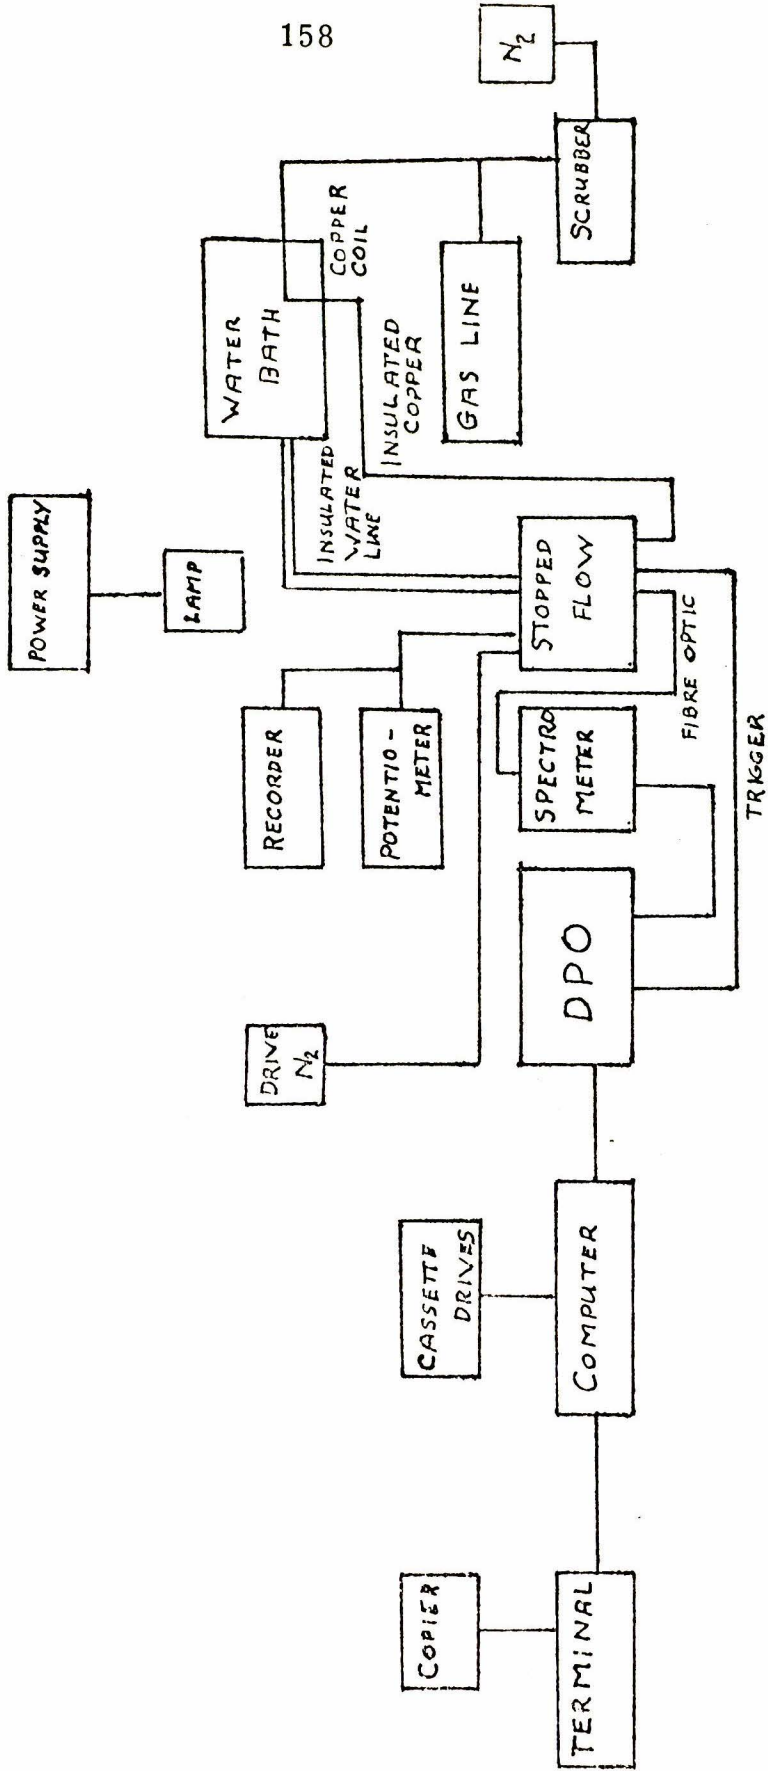 158
POWER SUPPLY
LAMP
N₂
SCRUBBER
WATER
BATH
COPPER
COIL
GAS LINE
INSULATED
COPPER
INSULATED
WATER
LINE
STOPPED
FLOW
RECORDER
POTENTIO-
METER
SPECTRO
METER
FIBRE OPTIC
TRIGGER
DPO
DRIVE
N₂
CASSETTE
DRIVES
COMPUTER
COPIER
TERMINAL